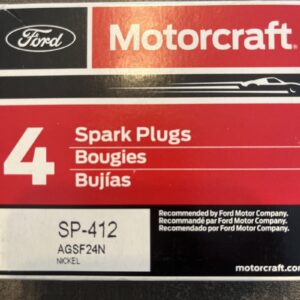 Ford
Motorcraft
4
Spark Plugs
Bougies
Bujías
SP-412
AGSF24N
NICKEL
Recommended by Ford Motor Company.
Recommandé par Ford Motor Company.
Recomendado por Ford Motor Company.
motorcraft.com